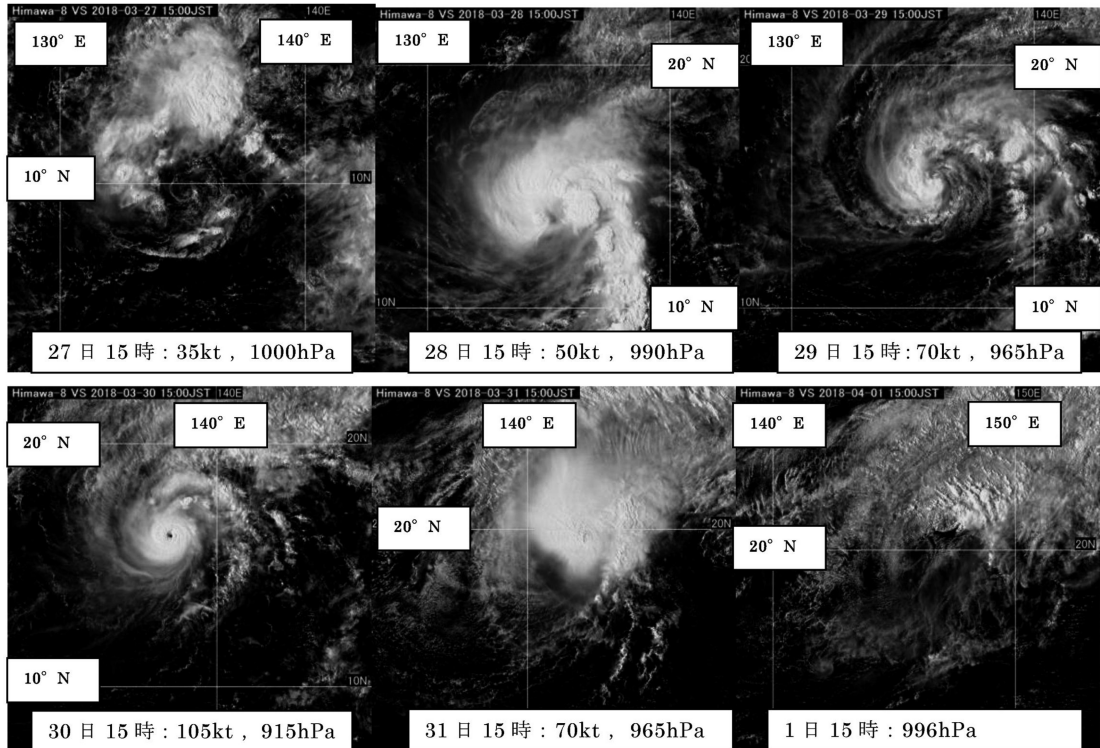 Himawa-8 VS 2018-03-27 15:00JST
140E
130° E
140° E
10° N
10N
27 日 15 時 : 35kt , 1000hPa
Himawa-8 VS 2018-03-28 15:00JST
130° E
20° N
10N
10° N
28 日 15 時 : 50kt , 990hPa
Himawa-8 VS 2018-03-29 15:00JST
140E
130° E
20° N
10° N
29 日 15 時 : 70kt , 965hPa
Himawa-8 VS 2018-03-30 15:00JST
140E
140° E
20° N
20N
10° N
10N
30 日 15 時 : 105kt , 915hPa
Himawa-8 VS 2018-03-31 15:00JST
140° E
20° N
20N
31 日 15 時 : 70kt , 965hPa
Himawa-8 VS 2018-04-01 15:00JST
150E
140° E
150° E
20° N
20N
1 日 15 時 : 996hPa